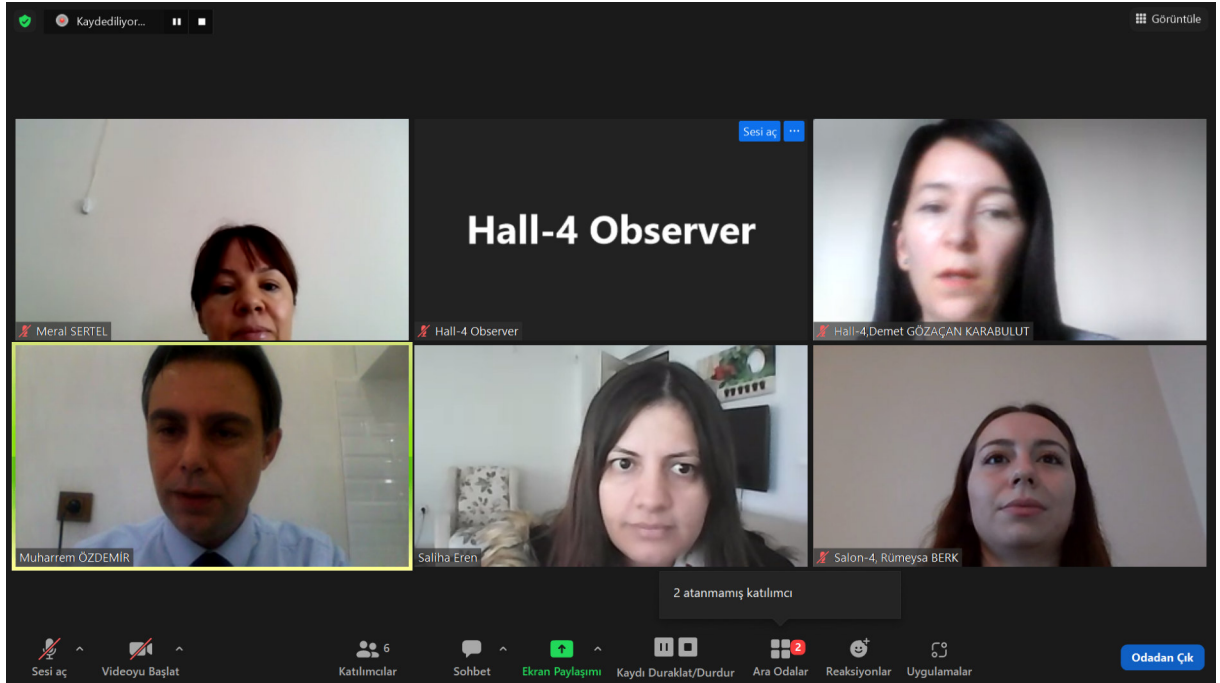 Kaydediliyor...
Görüntüle
Sesi aç
Hall-4 Observer
Meral SERTEL
Hall-4 Observer
Hall-4,Demet GÖZAÇAN KARABULUT
Muharrem ÖZDEMİR
Saliha Eren
Salon-4, Rümeysa BERK
2 atanmamış katılımcı
6
2
Sesi aç
Videoyu Başlat
Katılımcılar
Sohbet
Ekran Paylaşımı
Kaydı Duraklat/Durdur
Ara Odalar
Reaksiyonlar
Uygulamalar
Odadan Çık